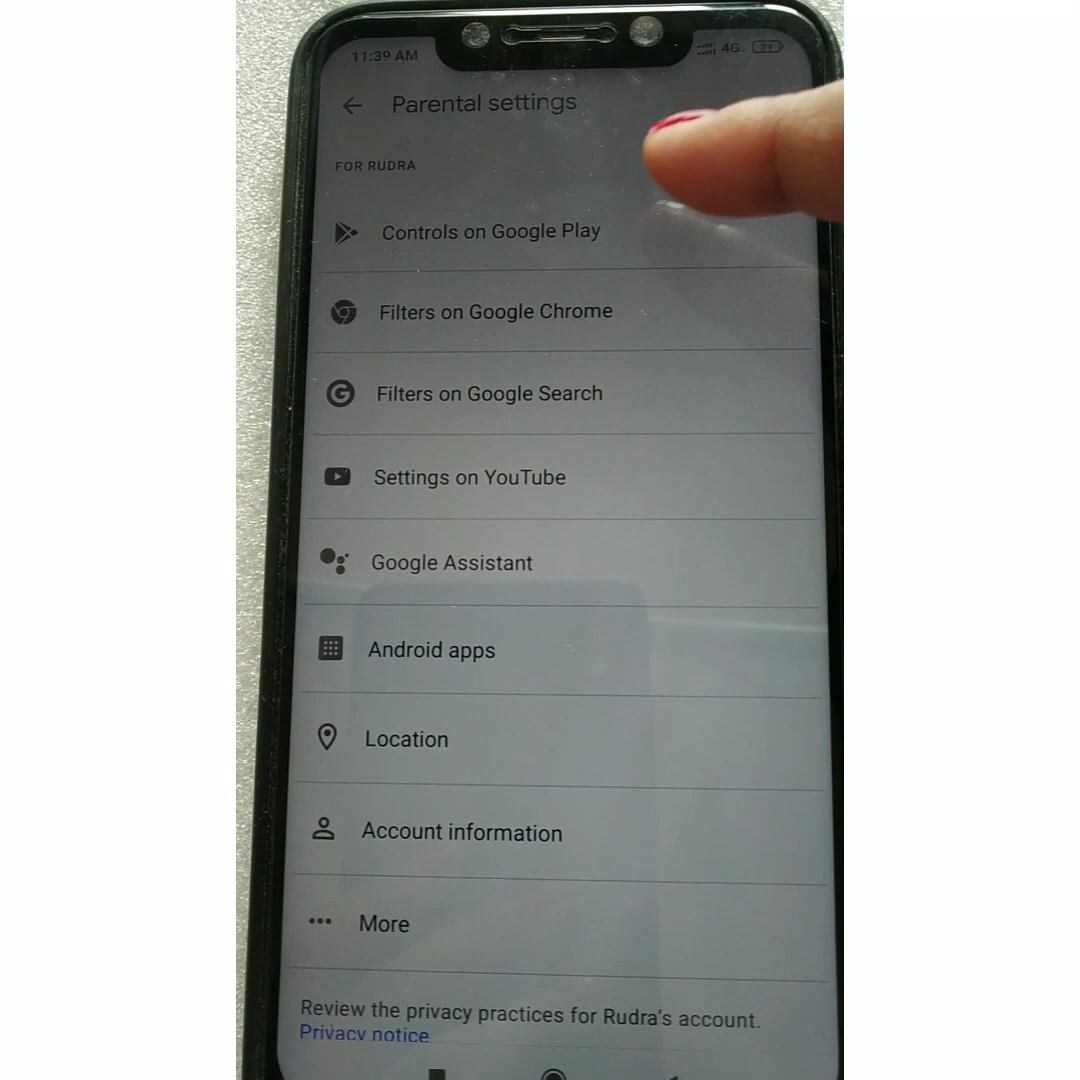 11:39 AM
4G
39
Parental settings
FOR RUDRA
Controls on Google Play
Filters on Google Chrome
Filters on Google Search
Settings on YouTube
Google Assistant
Android apps
Location
Account information
More
Review the privacy practices for Rudra's account.
Privacy notice